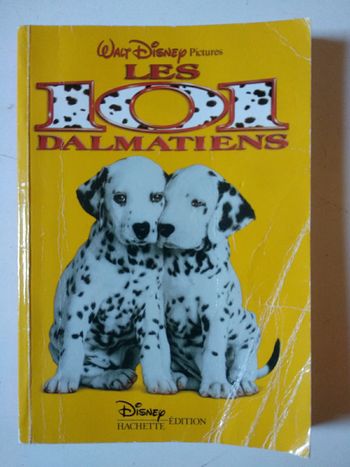 WALT DISNEY Pictures
LES
101
DALMATIENS
Disney
HACHETTE ÉDITION